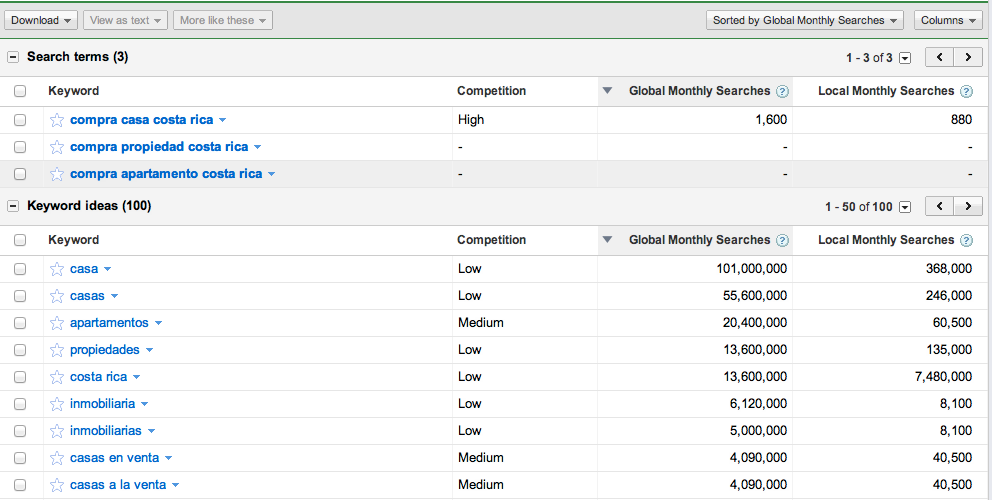 Download View as text More like these Sorted by Global Monthly Searches Columns
Search terms (3) 1 - 3 of 3
Keyword Competition Global Monthly Searches ? Local Monthly Searches ?
compra casa costa rica High 1,600 880
compra propiedad costa rica - - -
compra apartamento costa rica - - -
Keyword ideas (100) 1 - 50 of 100
Keyword Competition Global Monthly Searches ? Local Monthly Searches ?
casa Low 101,000,000 368,000
casas Low 55,600,000 246,000
apartamentos Medium 20,400,000 60,500
propiedades Low 13,600,000 135,000
costa rica Low 13,600,000 7,480,000
inmobiliaria Low 6,120,000 8,100
inmobiliarias Low 5,000,000 8,100
casas en venta Medium 4,090,000 40,500
casas a la venta Medium 4,090,000 40,500